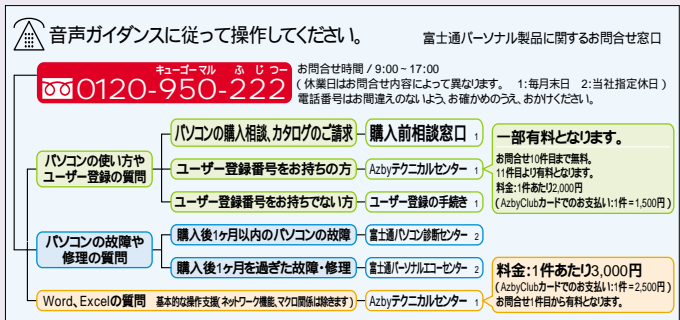 音声ガイダンスに従って操作してください。
富士通パーソナル製品に関するお問合せ窓口
キューゴーマル ふ じ つー
0120-950-222
お問合せ時間 / 9:00~17:00
(休業日はお問合せ内容によって異なります。 1:毎月末日 2:当社指定休日)
電話番号はお間違えのないよう、お確かめのうえ、おかけください。
パソコンの使い方や
ユーザー登録の質問
パソコンの購入相談、カタログのご請求
購入前相談窓口 1
ユーザー登録番号をお持ちの方
Azbyテクニカルセンター 1
ユーザー登録番号をお持ちでない方
ユーザー登録の手続き 1
一部有料となります。
お問合せ10件目まで無料。
11件目より有料となります。
料金:1件あたり2,000円
(AzbyClubカードでのお支払い:1件=1,500円)
パソコンの故障や
修理の質問
購入後1ヶ月以内のパソコンの故障
富士通パソコン診断センター 2
購入後1ヶ月を過ぎた故障・修理
富士通パーソナルエコーセンター 2
Word、Excelの質問 基本的な操作支援(ネットワーク機能、マクロ関係は除きます)
Azbyテクニカルセンター 1
料金:1件あたり3,000円
(AzbyClubカードでのお支払い:1件=2,500円)
お問合せ1件目から有料となります。